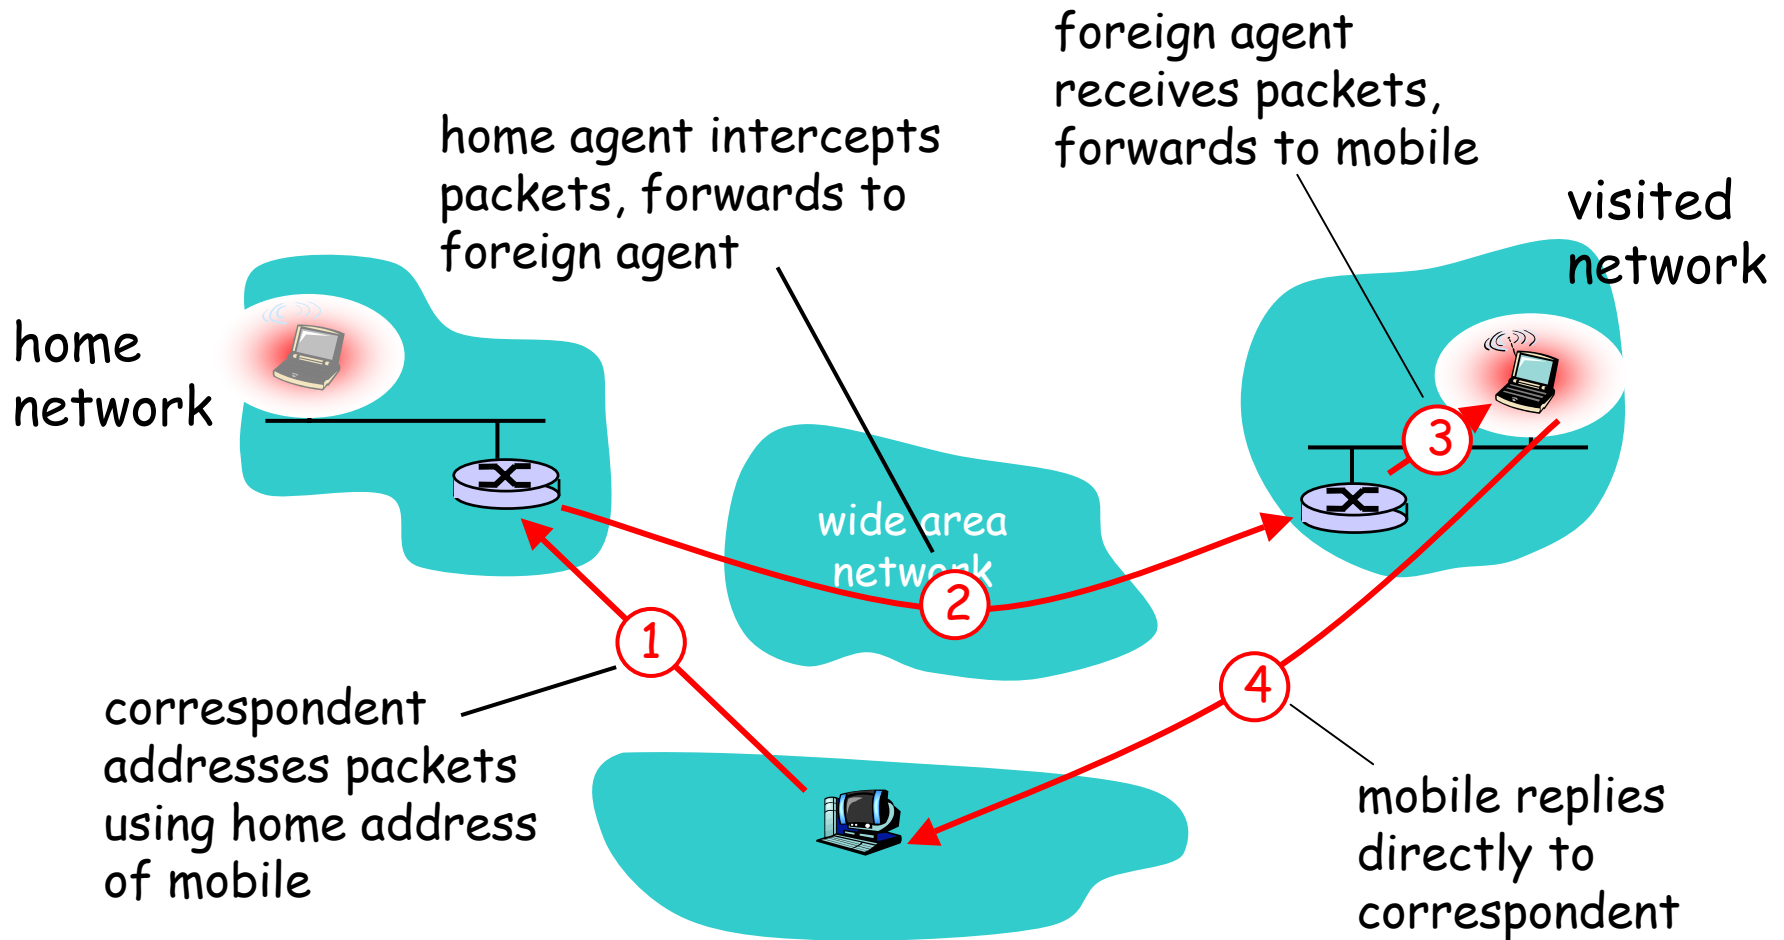 foreign agent
receives packets,
forwards to mobile
home agent intercepts
packets, forwards to
foreign agent
visited
network
home
network
3
wide area
network
2
1
4
correspondent
addresses packets
using home address
of mobile
mobile replies
directly to
correspondent